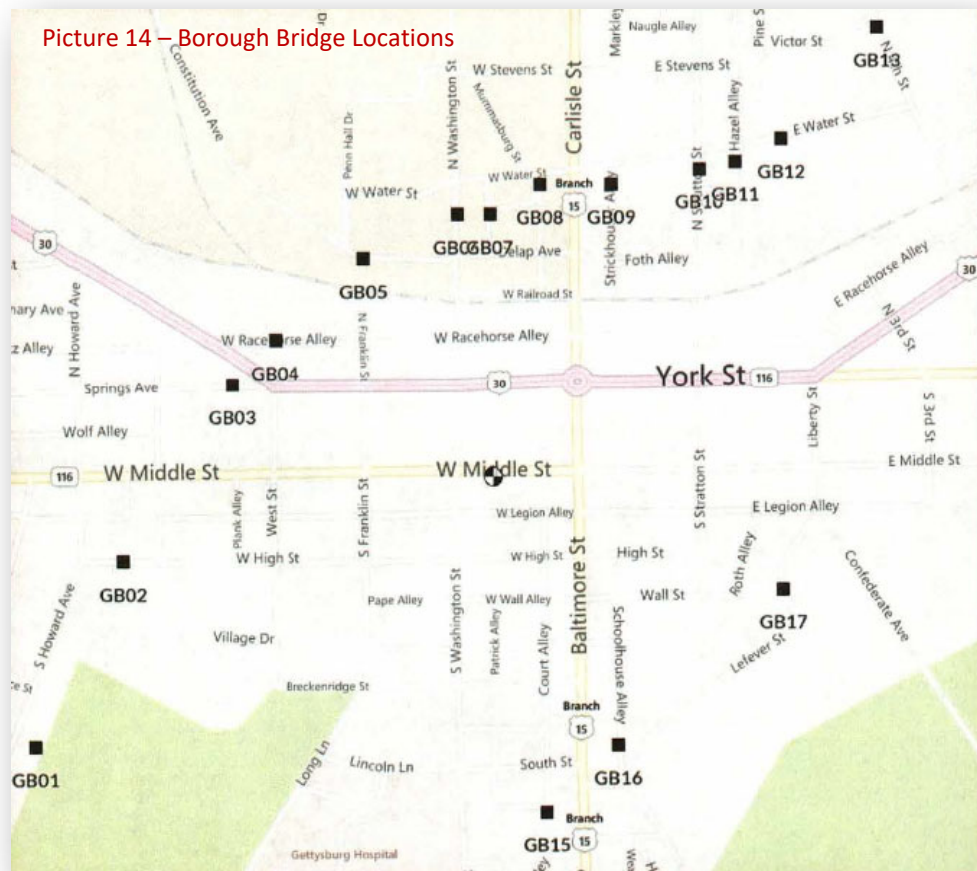 Picture 14 – Borough Bridge Locations
Constitution Ave
Dr
N Washington St
W Stevens St
Mummasburg St
Carlisle St
Markley
Naugle Alley
Pine S
Victor St
E Stevens St
Hazel Alley
GB13
E Water St
GB12
Penn Hall Dr
W Water St
W Water St
Branch
15
GB08
GB09
GB10
GB11
GB07
Delap Ave
Foth Alley
GB05
W Railroad St
E Racehorse Alley
30
30
N Howard Ave
W Racehorse Alley
N Franklin St
W Racehorse Alley
N 3rd St
GB04
Springs Ave
GB03
30
York St
116
Liberty St
S 3rd St
Wolf Alley
116
W Middle St
W Middle St
E Middle St
Plank Alley
West St
S Franklin St
W Legion Alley
S Stratton St
E Legion Alley
W High St
W High St
High St
Baltimore St
Roth Alley
Confederate Ave
GB02
S Howard Ave
Pape Alley
S Washington St
W Wall Alley
Wall St
GB17
Patrick Alley
Court Alley
Schoolhouse Alley
Village Dr
Lefever St
Breckenridge St
Branch
15
GB01
Long Ln
Lincoln Ln
South St
GB16
GB15
Branch
15
Gettysburg Hospital